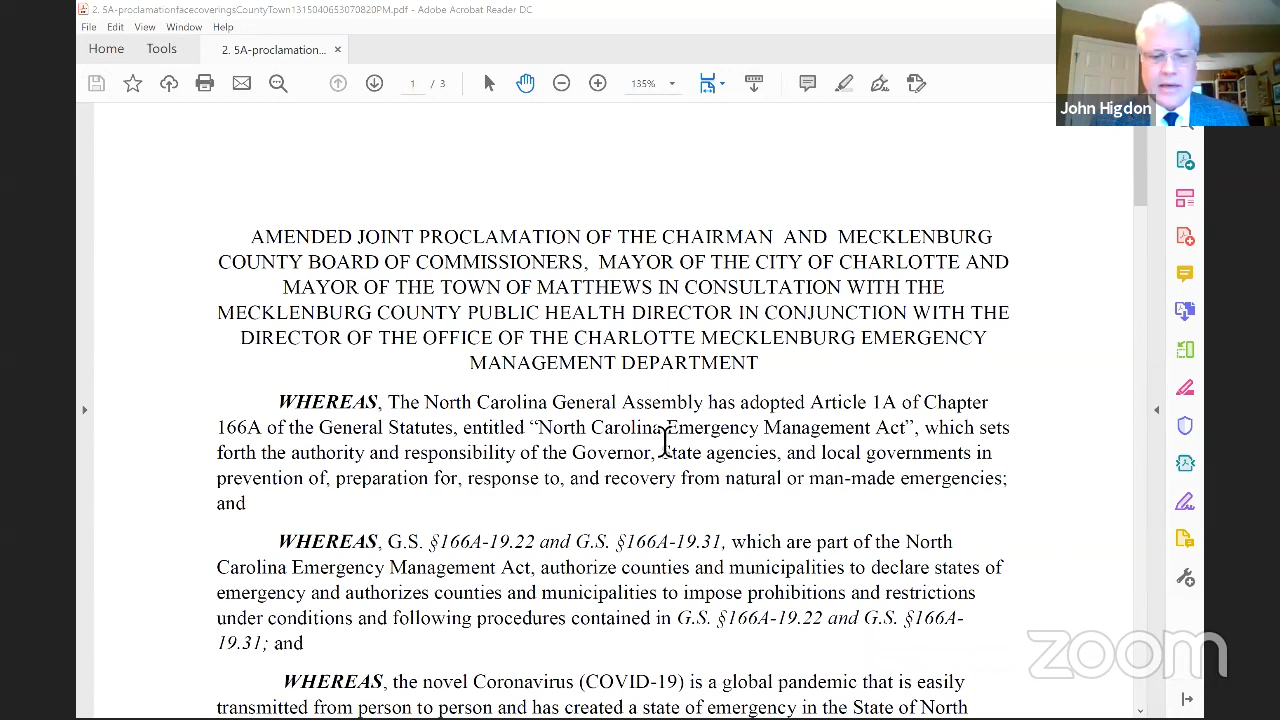 2. 5A-proclamationfacecoveringsCountyTown1315040653070820PM.pdf - Adobe Acrobat Reader DC
File Edit View Window Help
Home Tools 2. 5A-proclamation... ×
1 / 3 135%
John Higdon
AMENDED JOINT PROCLAMATION OF THE CHAIRMAN AND MECKLENBURG
COUNTY BOARD OF COMMISSIONERS, MAYOR OF THE CITY OF CHARLOTTE AND
MAYOR OF THE TOWN OF MATTHEWS IN CONSULTATION WITH THE
MECKLENBURG COUNTY PUBLIC HEALTH DIRECTOR IN CONJUNCTION WITH THE
DIRECTOR OF THE OFFICE OF THE CHARLOTTE MECKLENBURG EMERGENCY
MANAGEMENT DEPARTMENT
WHEREAS, The North Carolina General Assembly has adopted Article 1A of Chapter
166A of the General Statutes, entitled “North Carolina Emergency Management Act”, which sets
forth the authority and responsibility of the Governor, State agencies, and local governments in
prevention of, preparation for, response to, and recovery from natural or man-made emergencies;
and
WHEREAS, G.S. §166A-19.22 and G.S. §166A-19.31, which are part of the North
Carolina Emergency Management Act, authorize counties and municipalities to declare states of
emergency and authorizes counties and municipalities to impose prohibitions and restrictions
under conditions and following procedures contained in G.S. §166A-19.22 and G.S. §166A-
19.31; and
WHEREAS, the novel Coronavirus (COVID-19) is a global pandemic that is easily
transmitted from person to person and has created a state of emergency in the State of North
zoom